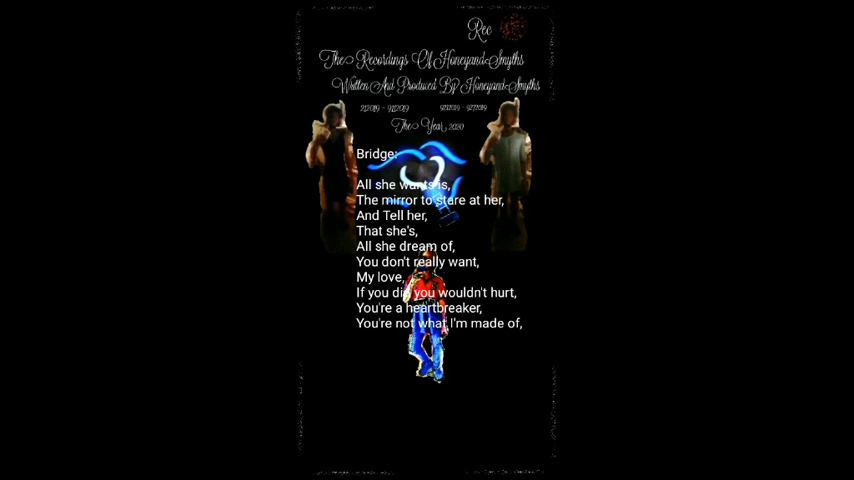 Rec
The Recordings Of Honeyand-Smyths
Written And Produced By Honeyand-Smyths
The Year, 2020
Bridge:
All she wants is,
The mirror to stare at her,
And Tell her,
That she's,
All she dream of,
You don't really want,
My love,
If you did you wouldn't hurt,
You're a heartbreaker,
You're not what I'm made of,